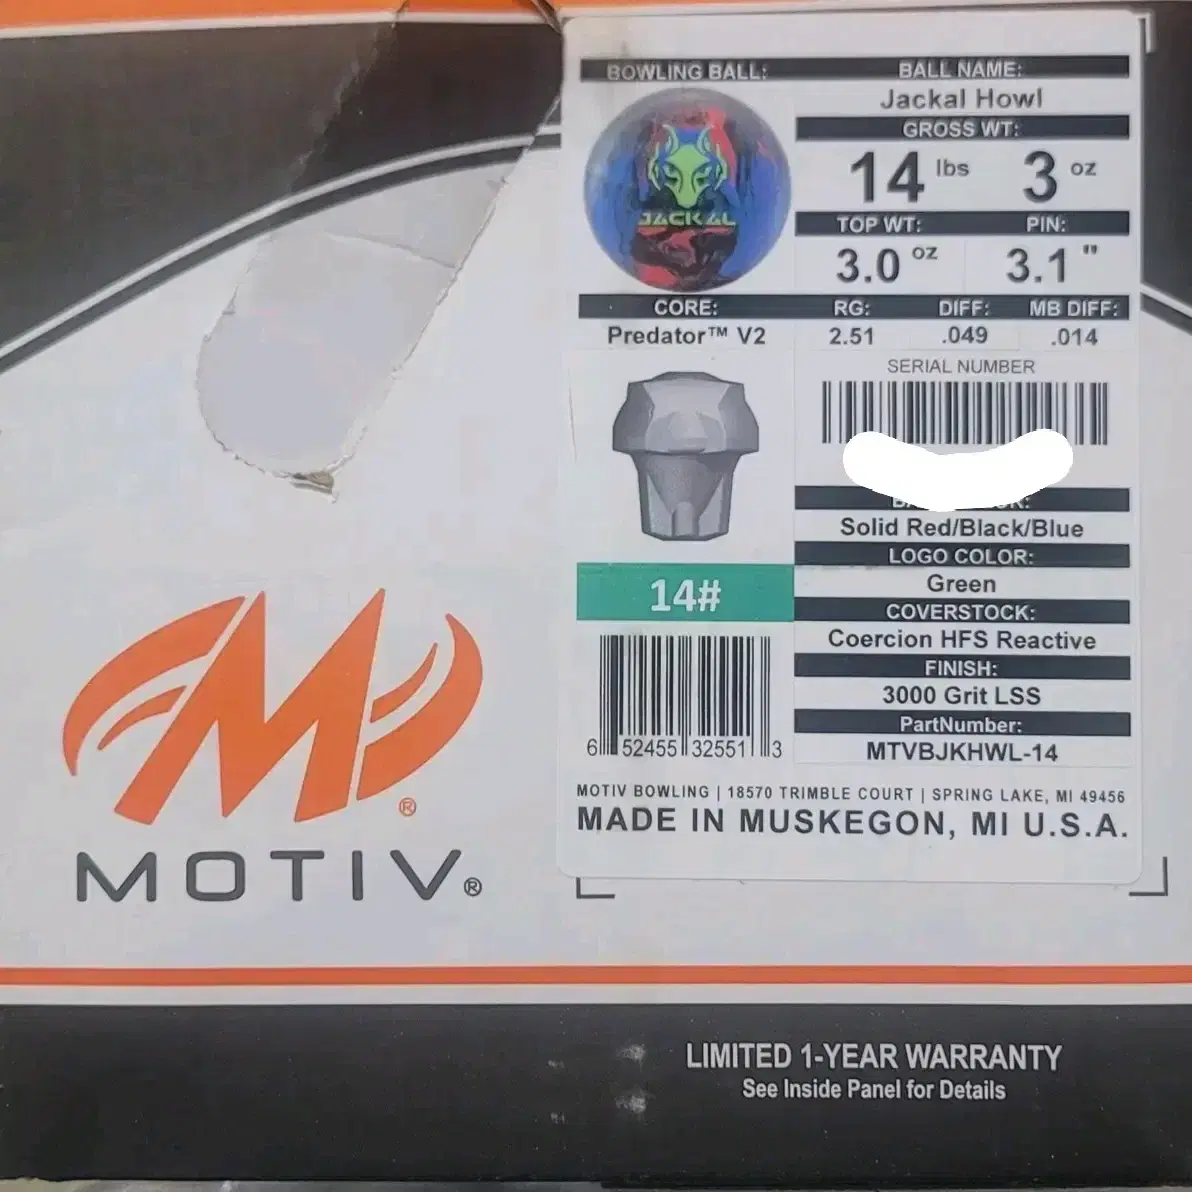 BOWLING BALL:
BALL NAME:
Jackal Howl
GROSS WT:
14 lbs 3 oz
JACKAL
TOP WT: PIN:
3.0 oz 3.1 "
CORE: RG: DIFF: MB DIFF:
Predator™ V2 2.51 .049 .014
SERIAL NUMBER
Solid Red/Black/Blue
LOGO COLOR:
Green
14#
COVERSTOCK:
Coercion HFS Reactive
FINISH:
3000 Grit LSS
PartNumber:
MTVBJKHWL-14
6 52455 32551 3
MOTIV BOWLING | 18570 TRIMBLE COURT | SPRING LAKE, MI 49456
MADE IN MUSKEGON, MI U.S.A.
M®
MOTIV®
LIMITED 1-YEAR WARRANTY
See Inside Panel for Details